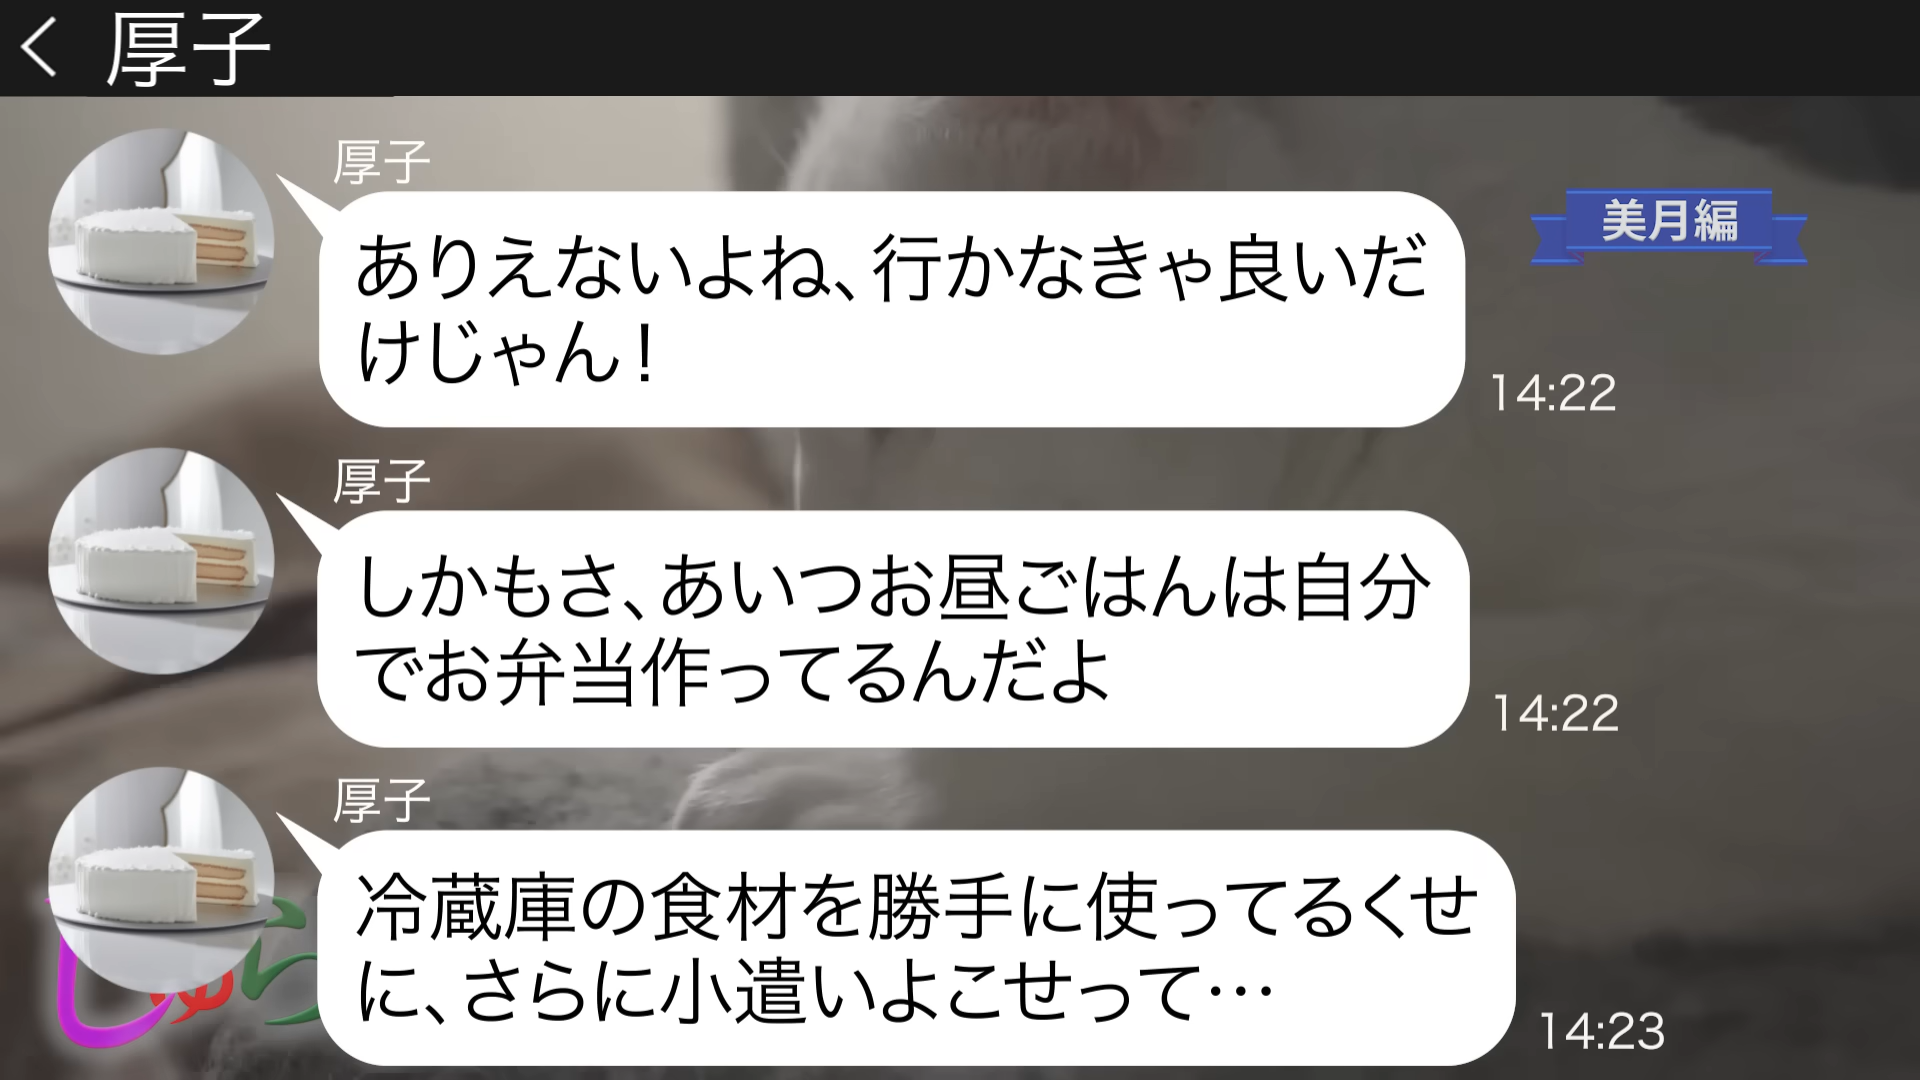 厚子
厚子
美月編
ありえないよね、行かなきゃ良いだ
けじゃん！
14:22
厚子
しかもさ、あいつお昼ごはんは自分
でお弁当作ってるんだよ
14:22
厚子
冷蔵庫の食材を勝手に使ってるくせ
に、さらに小遣いよこせって…
14:23